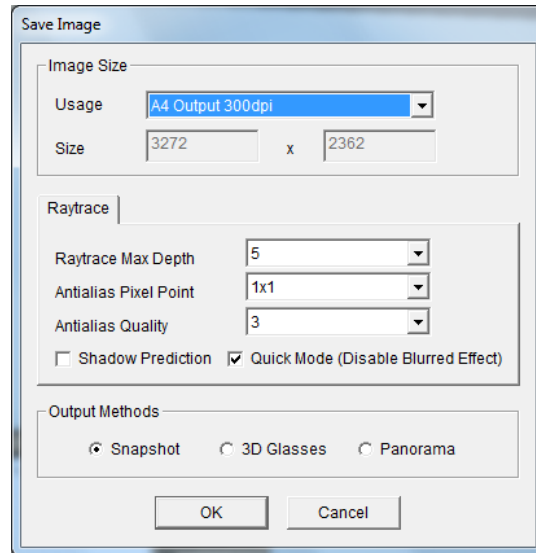 Save Image
Image Size
Usage A4 Output 300dpi
Size 3272 x 2362
Raytrace
Raytrace Max Depth 5
Antialias Pixel Point 1x1
Antialias Quality 3
Shadow Prediction Quick Mode (Disable Blurred Effect)
Output Methods
Snapshot 3D Glasses Panorama
OK Cancel